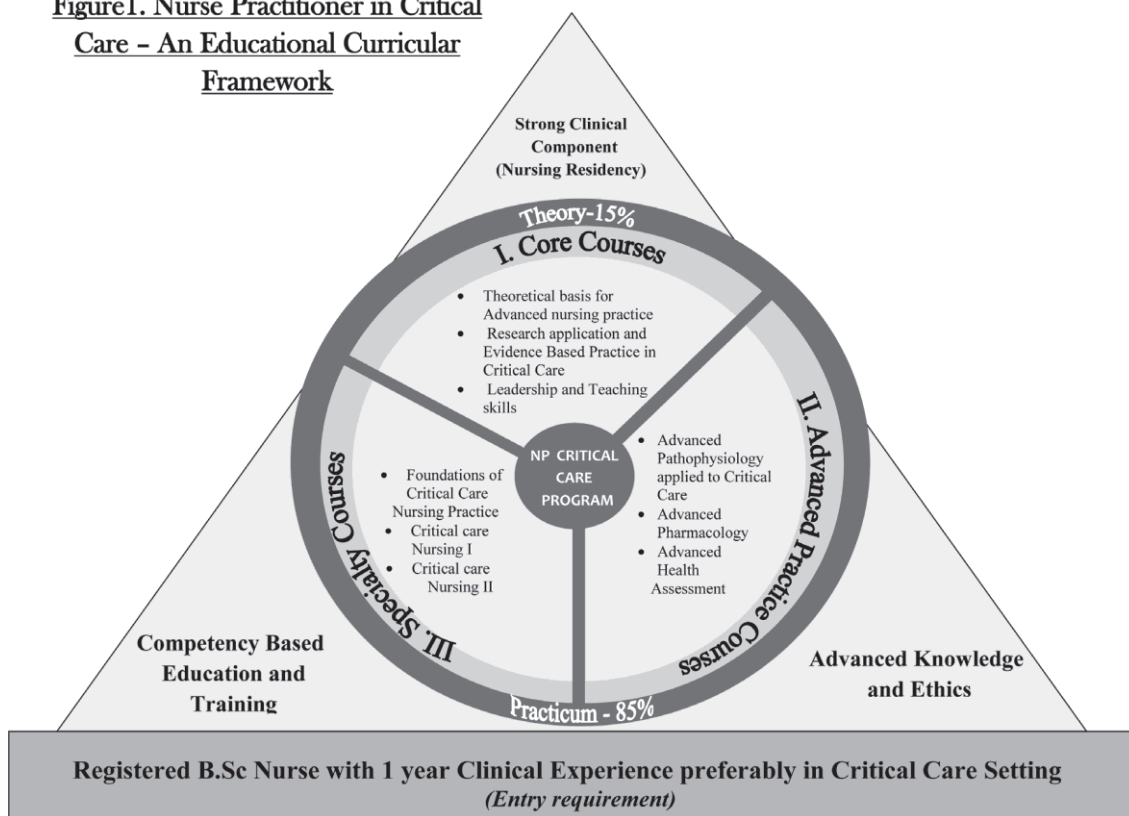 Figure1. Nurse Practitioner in Critical
Care – An Educational Curricular
Framework
Strong Clinical
Component
(Nursing Residency)
Theory-15%
I. Core Courses
• Theoretical basis for
Advanced nursing practice
• Research application and
Evidence Based Practice in
Critical Care
• Leadership and Teaching
skills
NP CRITICAL
CARE
PROGRAM
• Advanced
Pathophysiology
applied to Critical
Care
• Advanced
Pharmacology
• Advanced
Health
Assessment
II. Advanced Practice Courses
• Foundations of
Critical Care
Nursing Practice
• Critical care
Nursing I
• Critical care
Nursing II
III. Specialty Courses
Practicum - 85%
Competency Based
Education and
Training
Advanced Knowledge
and Ethics
Registered B.Sc Nurse with 1 year Clinical Experience preferably in Critical Care Setting
(Entry requirement)